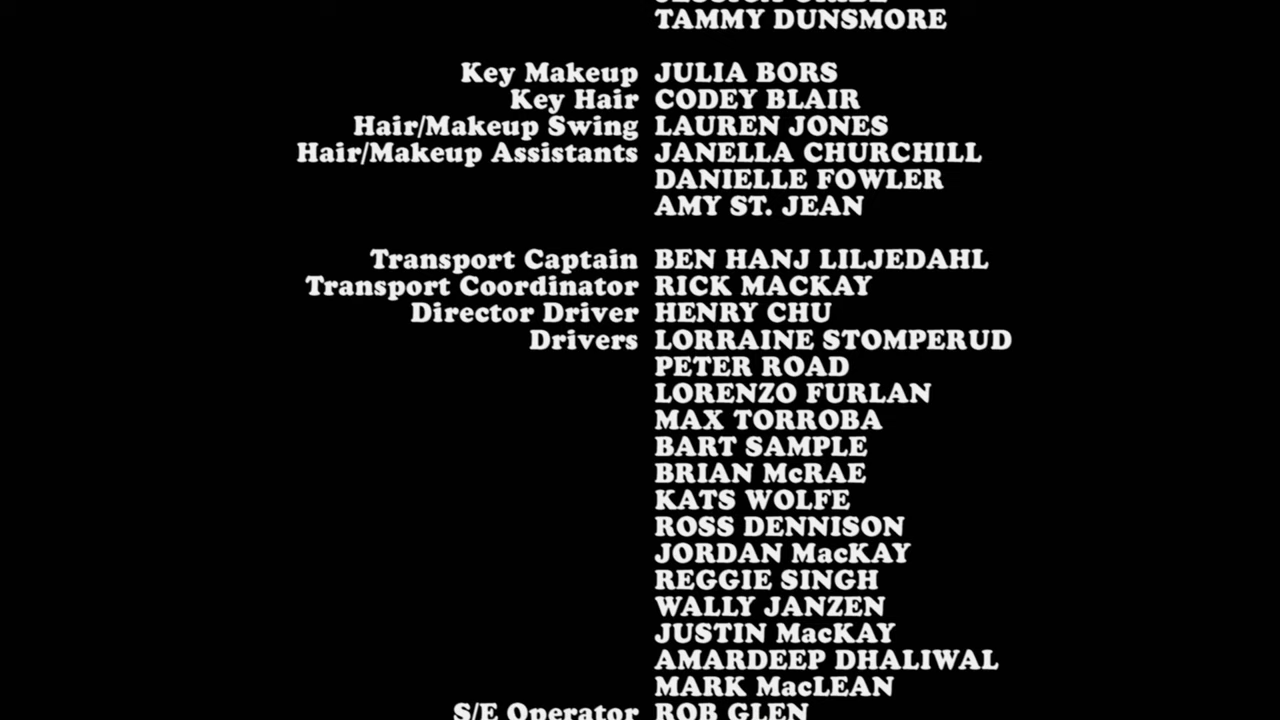 TAMMY DUNSMORE
Key Makeup JULIA BORS
Key Hair CODEY BLAIR
Hair/Makeup Swing LAUREN JONES
Hair/Makeup Assistants JANELLA CHURCHILL
DANIELLE FOWLER
AMY ST. JEAN
Transport Captain BEN HANJ LILJEDAHL
Transport Coordinator RICK MACKAY
Director Driver HENRY CHU
Drivers LORRAINE STOMPERUD
PETER ROAD
LORENZO FURLAN
MAX TORROBA
BART SAMPLE
BRIAN McRAE
KATS WOLFE
ROSS DENNISON
JORDAN MacKAY
REGGIE SINGH
WALLY JANZEN
JUSTIN MacKAY
AMARDEEP DHALIWAL
MARK MacLEAN
S/E Operator ROB GLEN